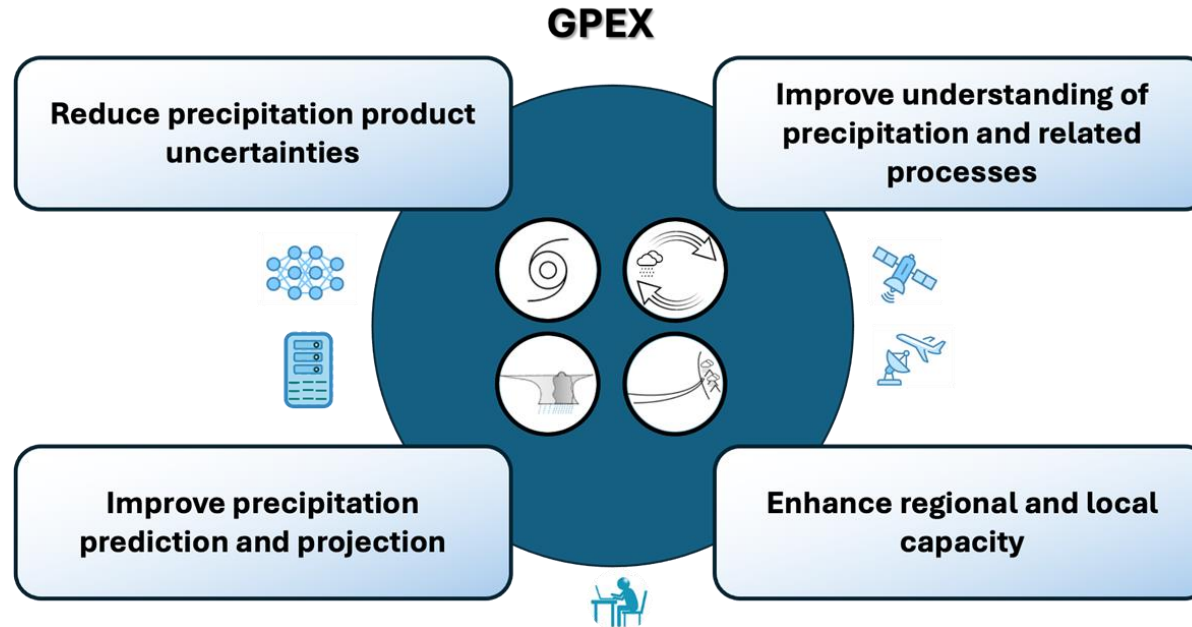 GPEX
Reduce precipitation product
uncertainties
Improve understanding of
precipitation and related
processes
Improve precipitation
prediction and projection
Enhance regional and local
capacity